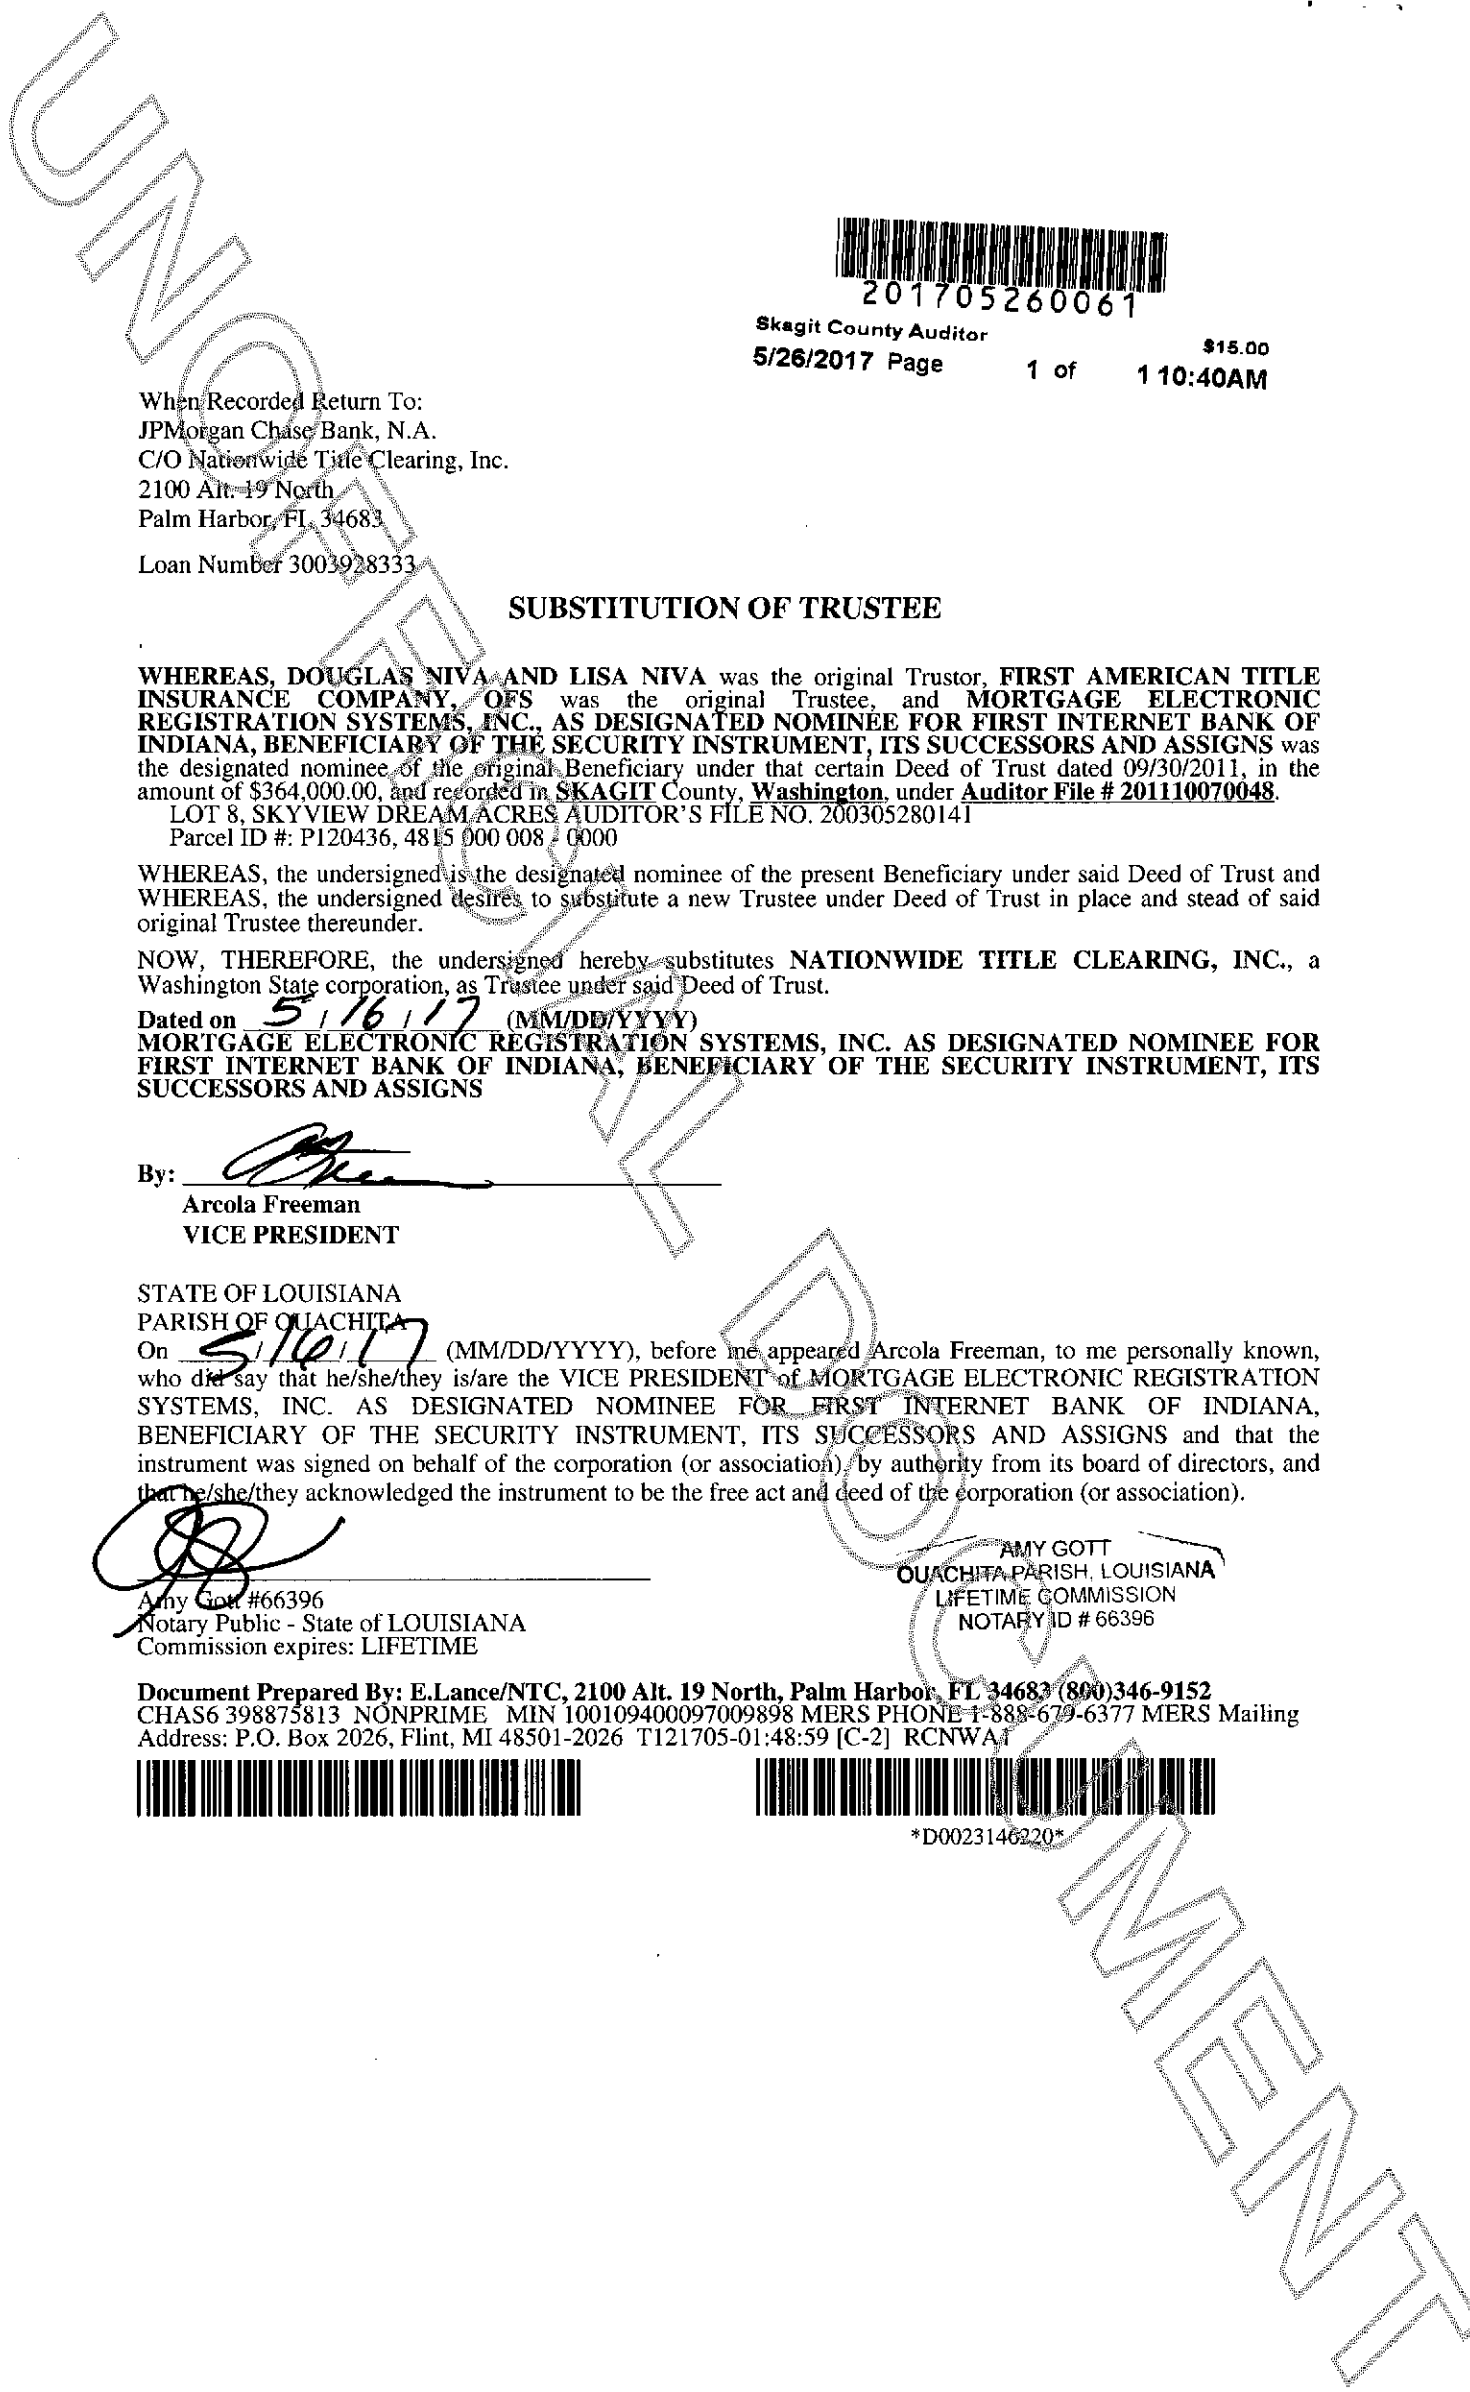 201705260061
Skagit County Auditor $15.00
5/26/2017 Page 1 of 1 10:40AM
When Recorded Return To:
JPMorgan Chase Bank, N.A.
C/O Nationwide Title Clearing, Inc.
2100 Alt. 19 North
Palm Harbor, FL 34683
Loan Number 3003928333
SUBSTITUTION OF TRUSTEE
WHEREAS, DOUGLAS NIVA AND LISA NIVA was the original Trustor, FIRST AMERICAN TITLE
INSURANCE COMPANY, OFS was the original Trustee, and MORTGAGE ELECTRONIC
REGISTRATION SYSTEMS, INC., AS DESIGNATED NOMINEE FOR FIRST INTERNET BANK OF
INDIANA, BENEFICIARY OF THE SECURITY INSTRUMENT, ITS SUCCESSORS AND ASSIGNS was
the designated nominee of the original Beneficiary under that certain Deed of Trust dated 09/30/2011, in the
amount of $364,000.00, and recorded in SKAGIT County, Washington, under Auditor File # 201110070048.
LOT 8, SKYVIEW DREAM ACRES AUDITOR'S FILE NO. 200305280141
Parcel ID #: P120436, 4815 000 008 - 0000
WHEREAS, the undersigned is the designated nominee of the present Beneficiary under said Deed of Trust and
WHEREAS, the undersigned desires to substitute a new Trustee under Deed of Trust in place and stead of said
original Trustee thereunder.
NOW, THEREFORE, the undersigned hereby substitutes NATIONWIDE TITLE CLEARING, INC., a
Washington State corporation, as Trustee under said Deed of Trust.
Dated on 5/16/17 (MM/DD/YYYY)
MORTGAGE ELECTRONIC REGISTRATION SYSTEMS, INC. AS DESIGNATED NOMINEE FOR
FIRST INTERNET BANK OF INDIANA, BENEFICIARY OF THE SECURITY INSTRUMENT, ITS
SUCCESSORS AND ASSIGNS
By:
Arcola Freeman
VICE PRESIDENT
STATE OF LOUISIANA
PARISH OF OUACHITA
On 5/16/17 (MM/DD/YYYY), before me appeared Arcola Freeman, to me personally known,
who did say that he/she/they is/are the VICE PRESIDENT of MORTGAGE ELECTRONIC REGISTRATION
SYSTEMS, INC. AS DESIGNATED NOMINEE FOR FIRST INTERNET BANK OF INDIANA,
BENEFICIARY OF THE SECURITY INSTRUMENT, ITS SUCCESSORS AND ASSIGNS and that the
instrument was signed on behalf of the corporation (or association), by authority from its board of directors, and
that he/she/they acknowledged the instrument to be the free act and deed of the corporation (or association).
Amy Gott #66396
Notary Public - State of LOUISIANA
Commission expires: LIFETIME
AMY GOTT
OUACHITA PARISH, LOUISIANA
LIFETIME COMMISSION
NOTARY ID # 66396
Document Prepared By: E.Lance/NTC, 2100 Alt. 19 North, Palm Harbor, FL 34683 (800)346-9152
CHAS6 398875813 NONPRIME MIN 100109400097009898 MERS PHONE 1-888-679-6377 MERS Mailing
Address: P.O. Box 2026, Flint, MI 48501-2026 T121705-01:48:59 [C-2] RCNWA1
*D0023146220*
UNOFFICIAL DOCUMENT